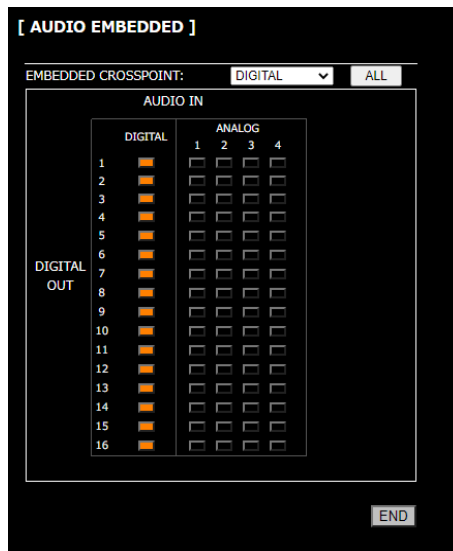 [ AUDIO EMBEDDED ]
EMBEDDED CROSSPOINT: DIGITAL ALL
AUDIO IN
DIGITAL ANALOG
1 2 3 4
1
2
3
4
5
6
DIGITAL OUT
7
8
9
10
11
12
13
14
15
16
END